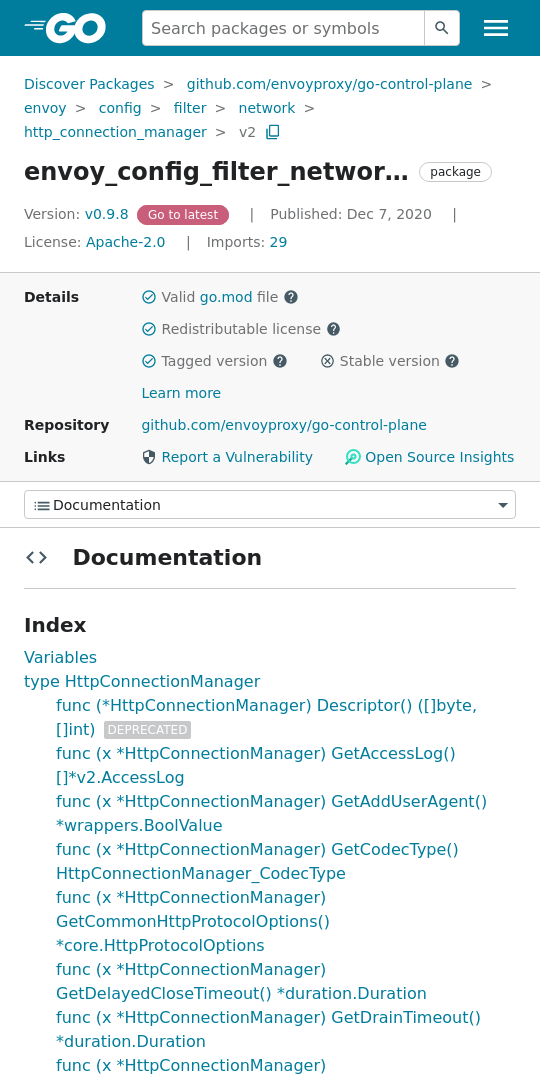 GO
Search packages or symbols
Discover Packages > github.com/envoyproxy/go-control-plane >
envoy > config > filter > network >
http_connection_manager > v2
envoy_config_filter_networ... package
Version: v0.9.8 Go to latest | Published: Dec 7, 2020 |
License: Apache-2.0 | Imports: 29
Details Valid go.mod file
Redistributable license
Tagged version Stable version
Learn more
Repository github.com/envoyproxy/go-control-plane
Links Report a Vulnerability Open Source Insights
Documentation
Documentation
Index
Variables
type HttpConnectionManager
func (*HttpConnectionManager) Descriptor() ([]byte,
[]int) DEPRECATED
func (x *HttpConnectionManager) GetAccessLog()
[]*v2.AccessLog
func (x *HttpConnectionManager) GetAddUserAgent()
*wrappers.BoolValue
func (x *HttpConnectionManager) GetCodecType()
HttpConnectionManager_CodecType
func (x *HttpConnectionManager)
GetCommonHttpProtocolOptions()
*core.HttpProtocolOptions
func (x *HttpConnectionManager)
GetDelayedCloseTimeout() *duration.Duration
func (x *HttpConnectionManager) GetDrainTimeout()
*duration.Duration
func (x *HttpConnectionManager)